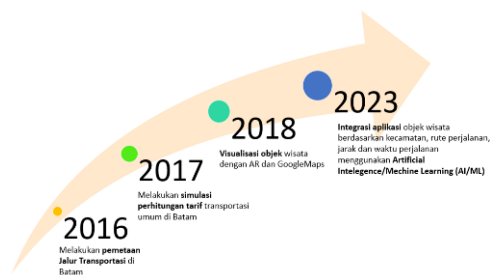 2023
Integrasi aplikasi objek wisata
berdasarkan kecamatan, rute perjalanan,
jarak dan waktu perjalanan
menggunakan Artificial
Intelegence/Mechine Learning (AI/ML)
2018
Visualisasi objek wisata
dengan AR dan GoogleMaps
2017
Melakukan simulasi
perhitungan tarif transportasi
umum di Batam
2016
Melakukan pemetaan
Jalur Transportasi di
Batam